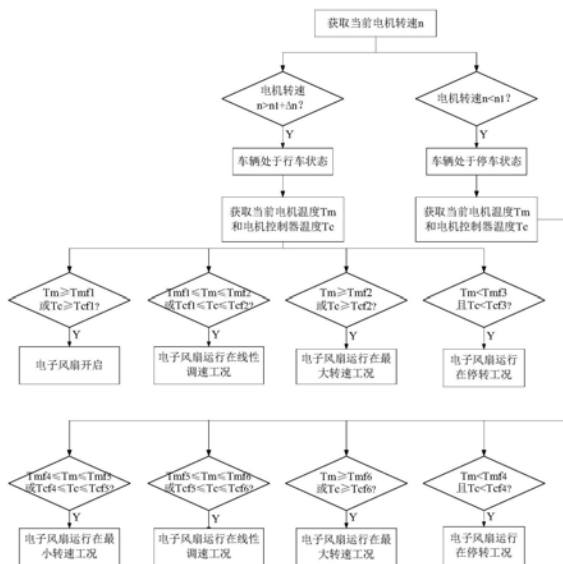 获取当前电机转速n
电机转速
n>n1+Δn?
电机转速n<n1?
Y
Y
车辆处于行车状态
车辆处于停车状态
获取当前电机温度Tm
和电机控制器温度Tc
获取当前电机温度Tm
和电机控制器温度Tc
Tm≥Tmf1
或Tc≥Tcf1?
Tmf1≤Tm≤Tmf2
或Tcf1≤Tc≤Tcf2?
Tm≥Tmf2
或Tc≥Tcf2?
Tm<Tmf3
且Tc<Tcf3?
Y
Y
Y
Y
电子风扇开启
电子风扇运行在线性
调速工况
电子风扇运行在最
大转速工况
电子风扇运行
在停转工况
Tmf4≤Tm≤Tmf5
或Tcf4≤Tc≤Tcf5?
Tmf5≤Tm≤Tmf6
或Tcf5≤Tc≤Tcf6?
Tm≥Tmf6
或Tc≥Tcf6?
Tm<Tmf4
且Tc<Tcf4?
Y
Y
Y
Y
电子风扇运行在最
小转速工况
电子风扇运行在线性
调速工况
电子风扇运行在最
大转速工况
电子风扇运行
在停转工况